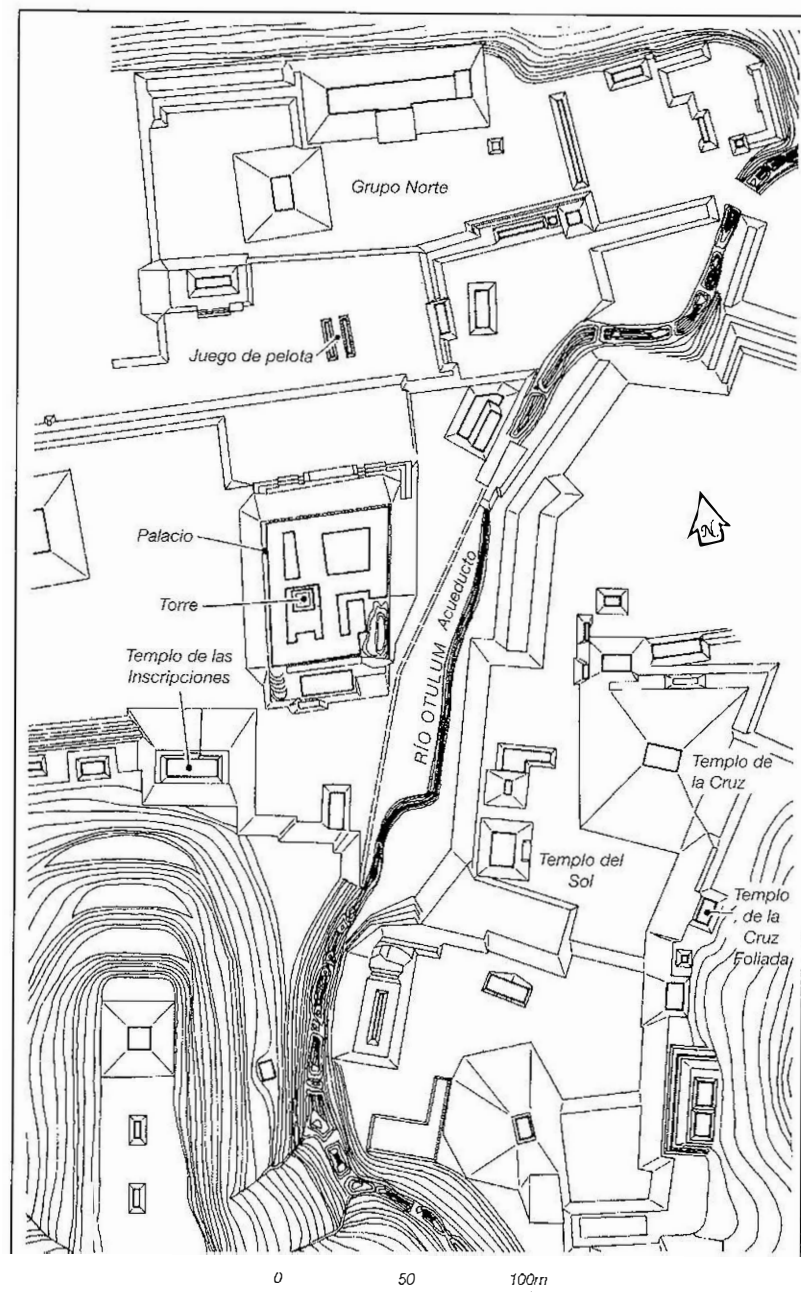 Grupo Norte
Juego de pelota
N.
Palacio
Torre
Templo de las
Inscripciones
RÍO OTULUM Acueducto
Templo de
la Cruz
Templo del
Sol
Templo
de la
Cruz
Foliada
0 50 100m